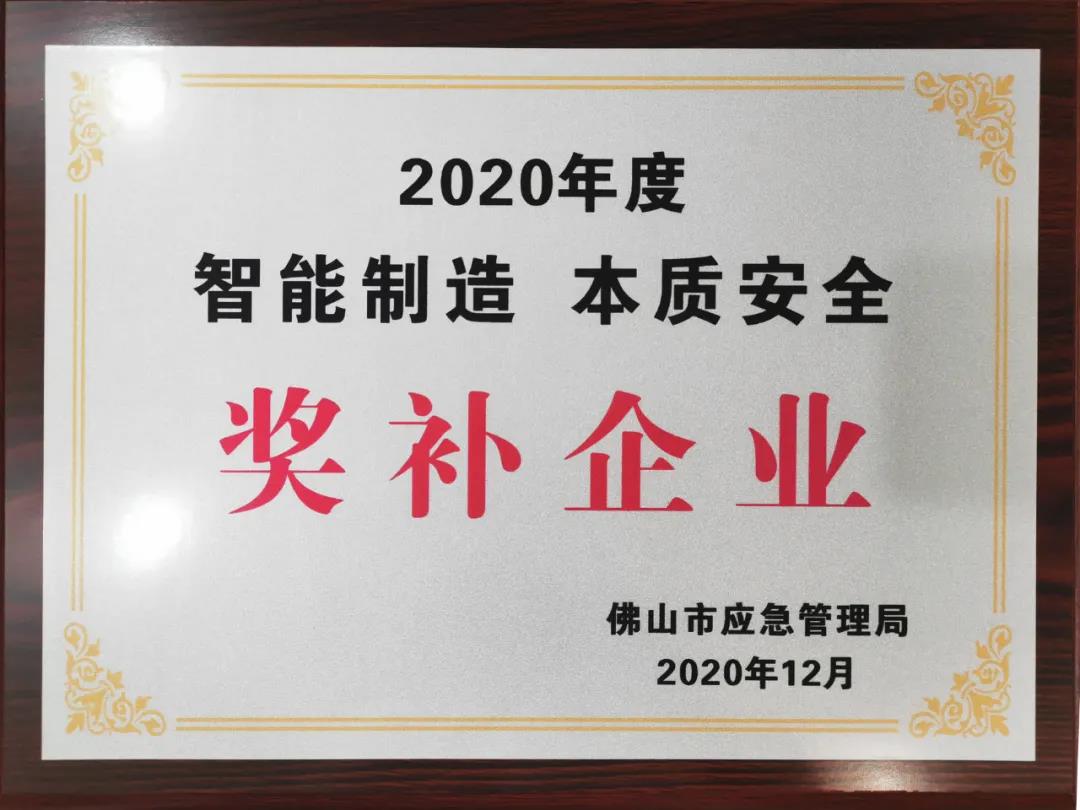 2020年度
智能制造 本质安全
奖补企业
佛山市应急管理局
2020年12月